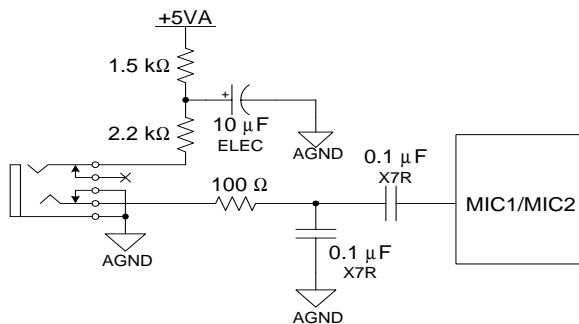 +5VA
1.5 kΩ
2.2 kΩ
+
10 μF
ELEC
AGND
0.1 μF
X7R
MIC1/MIC2
100 Ω
0.1 μF
X7R
AGND
AGND